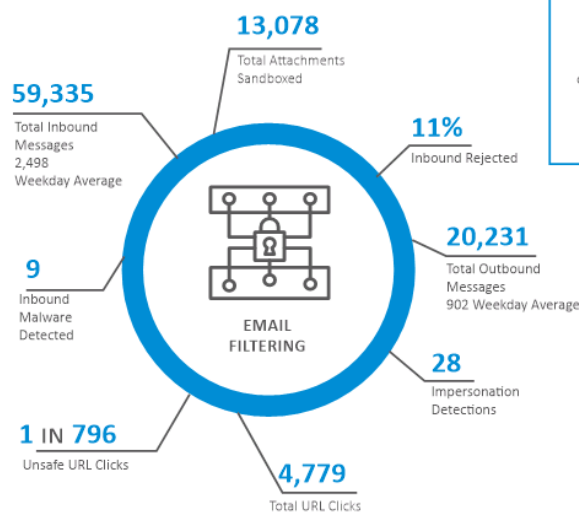 13,078
Total Attachments
Sandboxed
59,335
Total Inbound
Messages
2,498
Weekday Average
11%
Inbound Rejected
20,231
Total Outbound
Messages
902 Weekday Average
9
Inbound
Malware
Detected
EMAIL
FILTERING
28
Impersonation
Detections
1 IN 796
Unsafe URL Clicks
4,779
Total URL Clicks